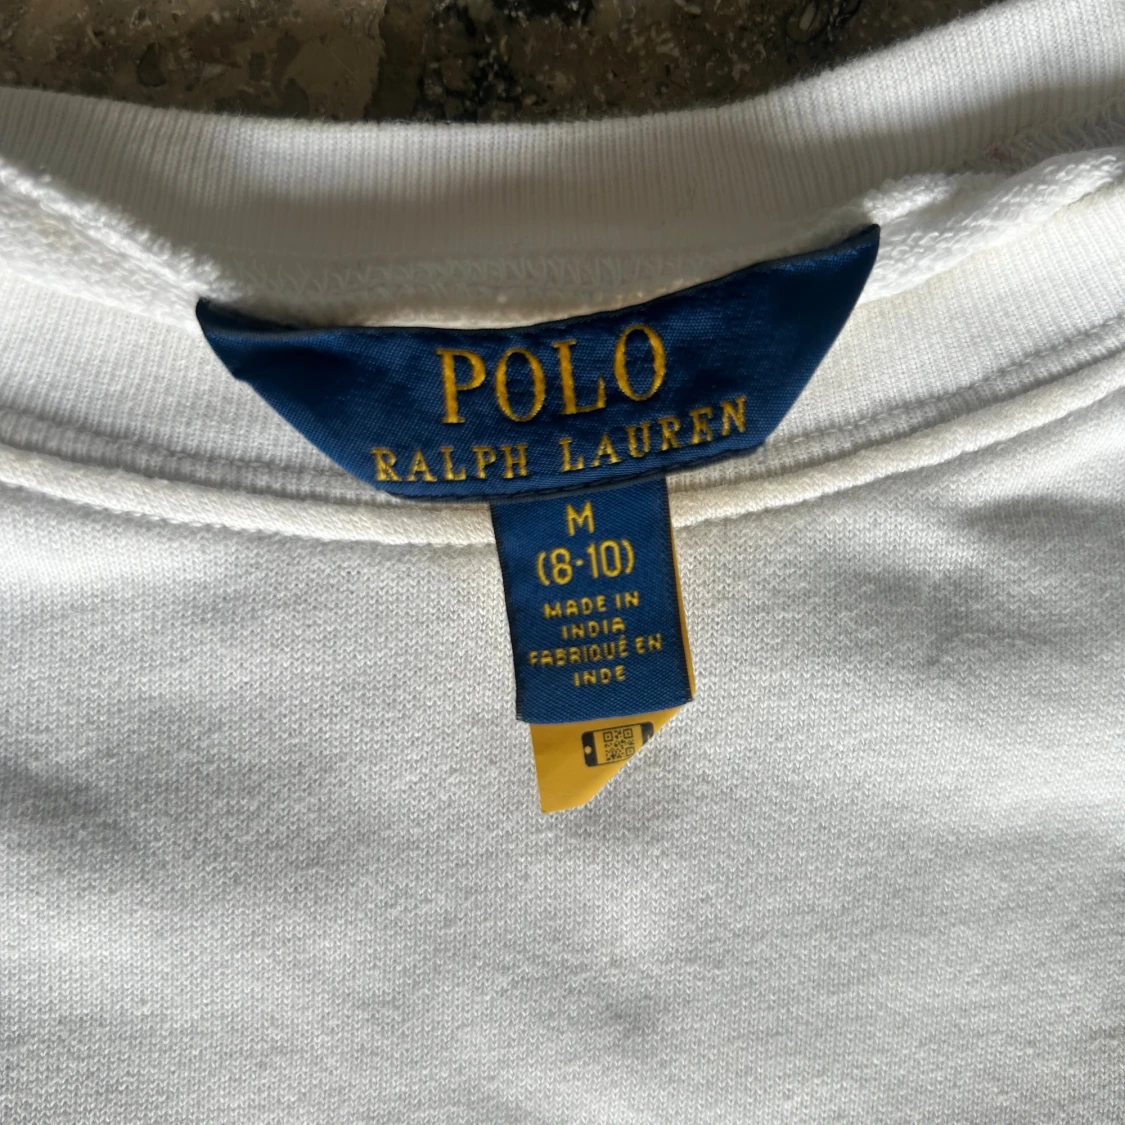 POLO
RALPH LAUREN
M
(8-10)
MADE IN
INDIA
FABRIQUÉ EN
INDE